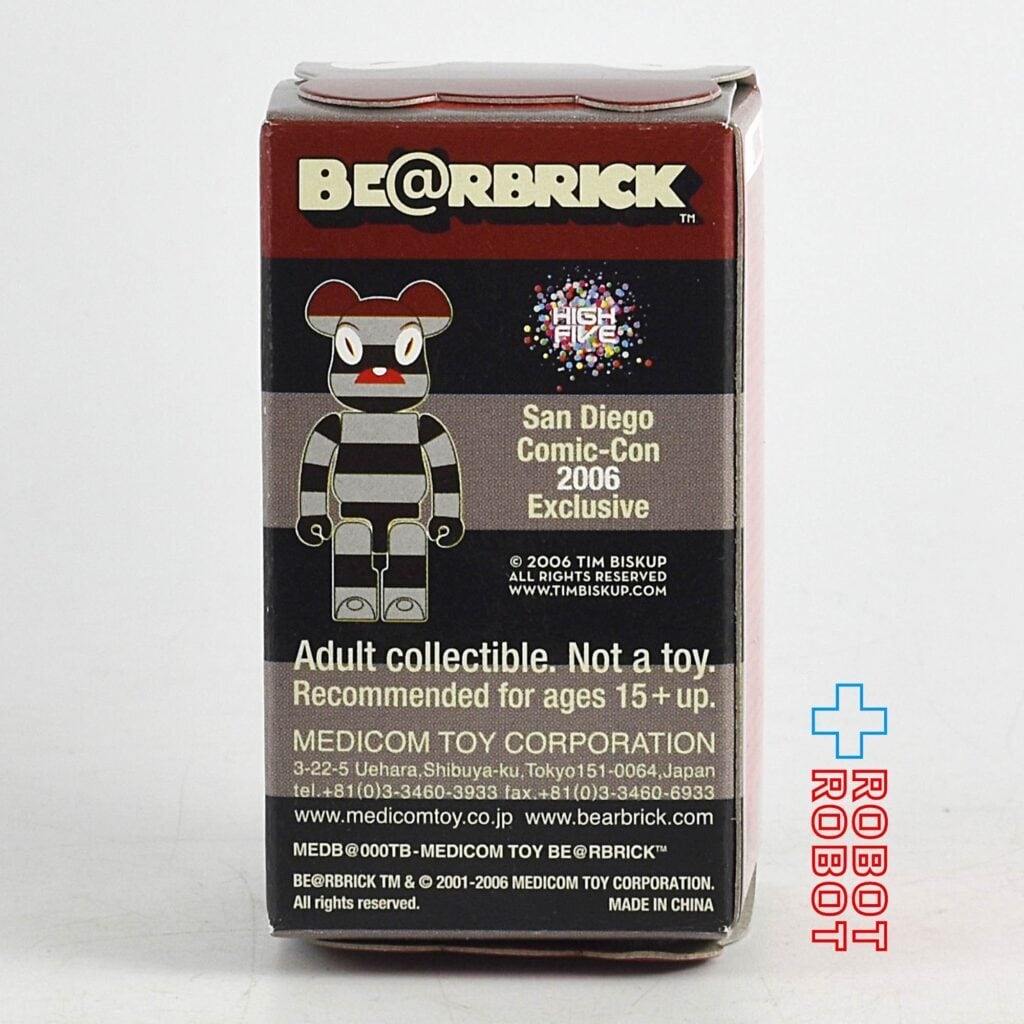 BE@RBRICK
TM
HIGH
FIVE
San Diego
Comic-Con
2006
Exclusive
© 2006 TIM BISKUP
ALL RIGHTS RESERVED
WWW.TIMBISKUP.COM
Adult collectible. Not a toy.
Recommended for ages 15+up.
MEDICOM TOY CORPORATION
3-22-5 Uehara,Shibuya-ku,Tokyo151-0064,Japan
tel.+81(0)3-3460-3933 fax.+81(0)3-3460-6933
www.medicomtoy.co.jp www.bearbrick.com
MEDB@000TB-MEDICOM TOY BE@RBRICK™
BE@RBRICK TM & © 2001-2006 MEDICOM TOY CORPORATION.
All rights reserved. MADE IN CHINA
ROBOT
ROBOT